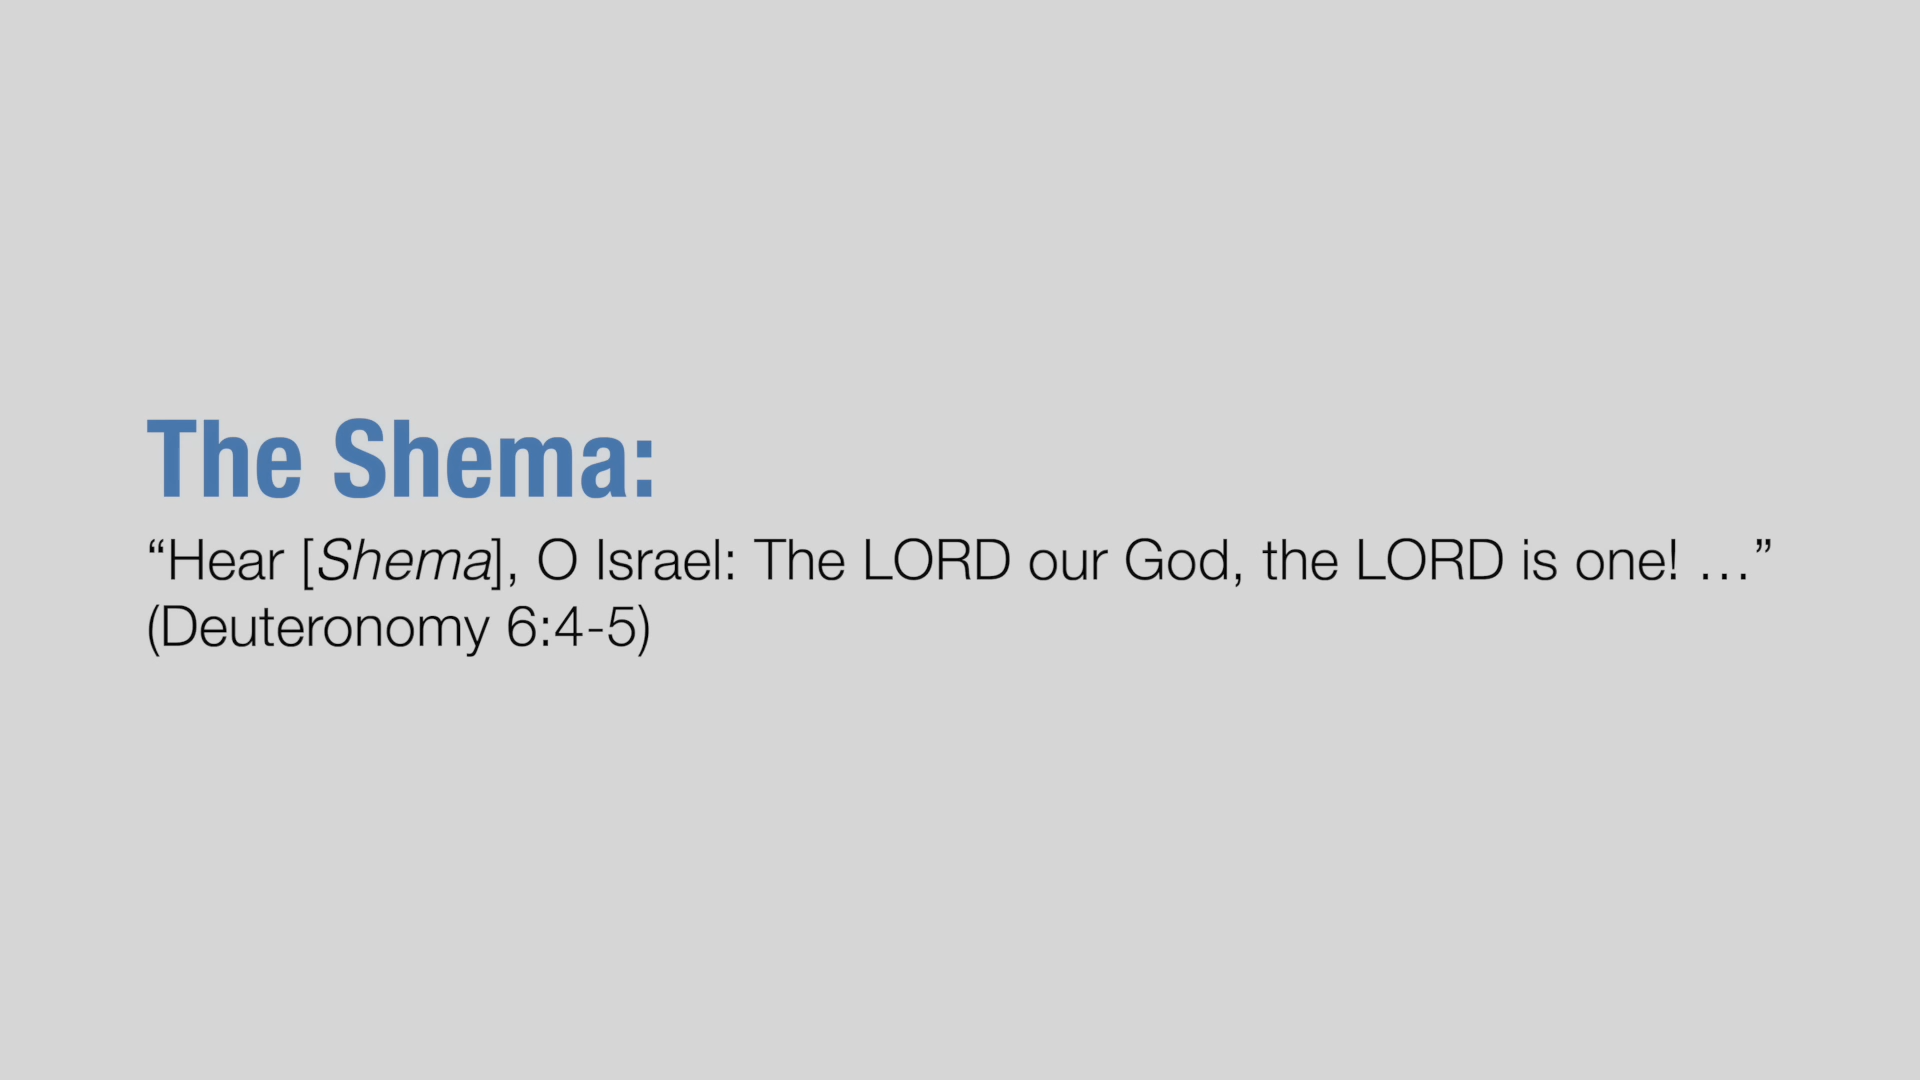 The Shema:
“Hear [Shema], O Israel: The LORD our God, the LORD is one! …”
(Deuteronomy 6:4-5)